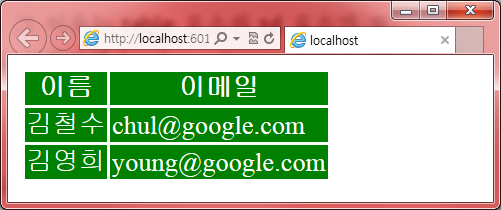 http://localhost:601
localhost
이름 이메일
김철수 chul@google.com
김영희 young@google.com